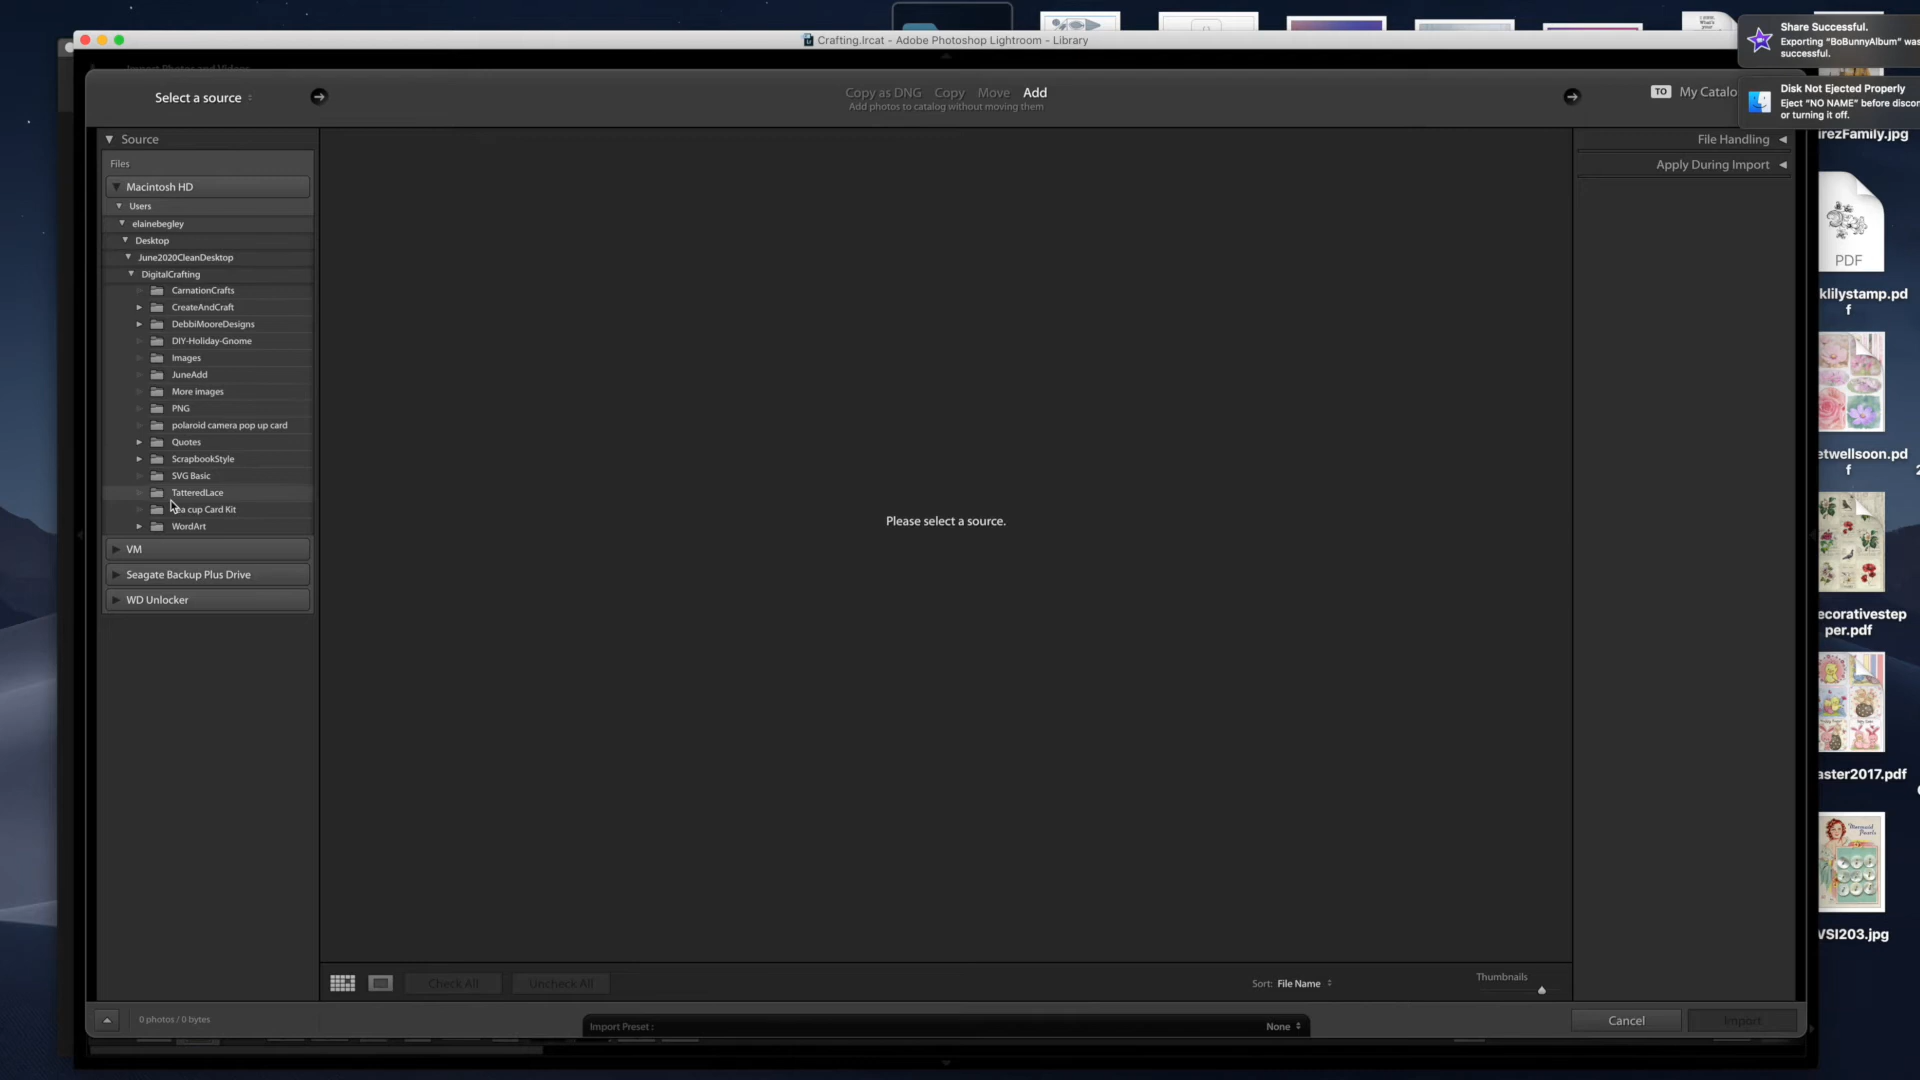 Crafting.lrcat - Adobe Photoshop Lightroom - Library
Share Successful.
Exporting “BoBunnyAlbum” was
successful.
Disk Not Ejected Properly
Eject “NO NAME” before discon
or turning it off.
Select a source
Copy as DNG Copy Move Add
Add photos to catalog without moving them
TO My Catalo
Source
File Handling
Apply During Import
Files
Macintosh HD
Users
elainebegley
Desktop
June2020CleanDesktop
DigitalCrafting
CarnationCrafts
CreateAndCraft
DebbiMooreDesigns
DIY-Holiday-Gnome
Images
JuneAdd
More images
PNG
polaroid camera pop up card
Quotes
ScrapbookStyle
SVG Basic
TatteredLace
ea cup Card Kit
WordArt
VM
Seagate Backup Plus Drive
WD Unlocker
Please select a source.
irezFamily.jpg
PDF
klilystamp.pd
f
etwellsoon.pd
f
ecorativestep
per.pdf
aster2017.pdf
VSI203.jpg
Check All Uncheck All
Sort: File Name
Thumbnails
0 photos / 0 bytes
Import Preset : None
Cancel Import